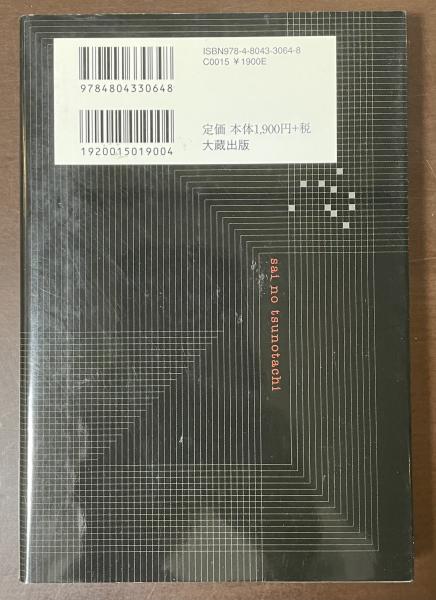 ISBN978-4-8043-3064-8
C0015 ¥1900E
9784804330648
定価 本体1,900円+税
大蔵出版
1920015019004
sai no tsunotachi